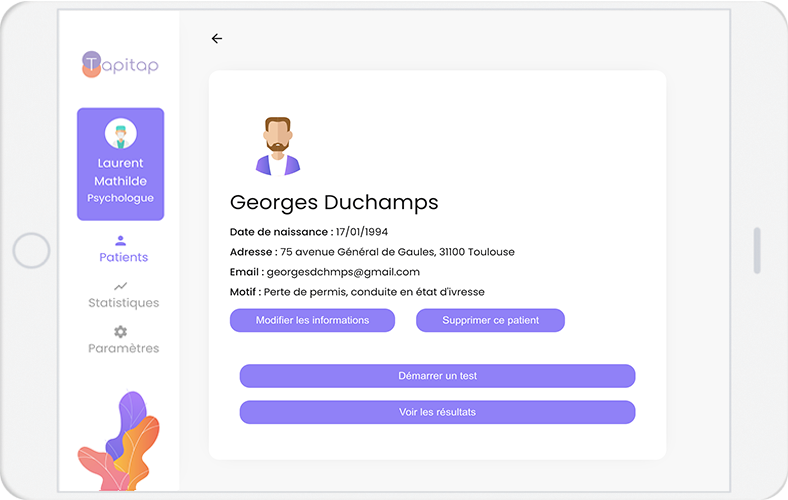 Tapitap
Laurent
Mathilde
Psychologue
Patients
Statistiques
Paramètres
Georges Duchamps
Date de naissance : 17/01/1994
Adresse : 75 avenue Général de Gaules, 31100 Toulouse
Email : georgesdchmps@gmail.com
Motif : Perte de permis, conduite en état d'ivresse
Modifier les informations
Supprimer ce patient
Démarrer un test
Voir les résultats